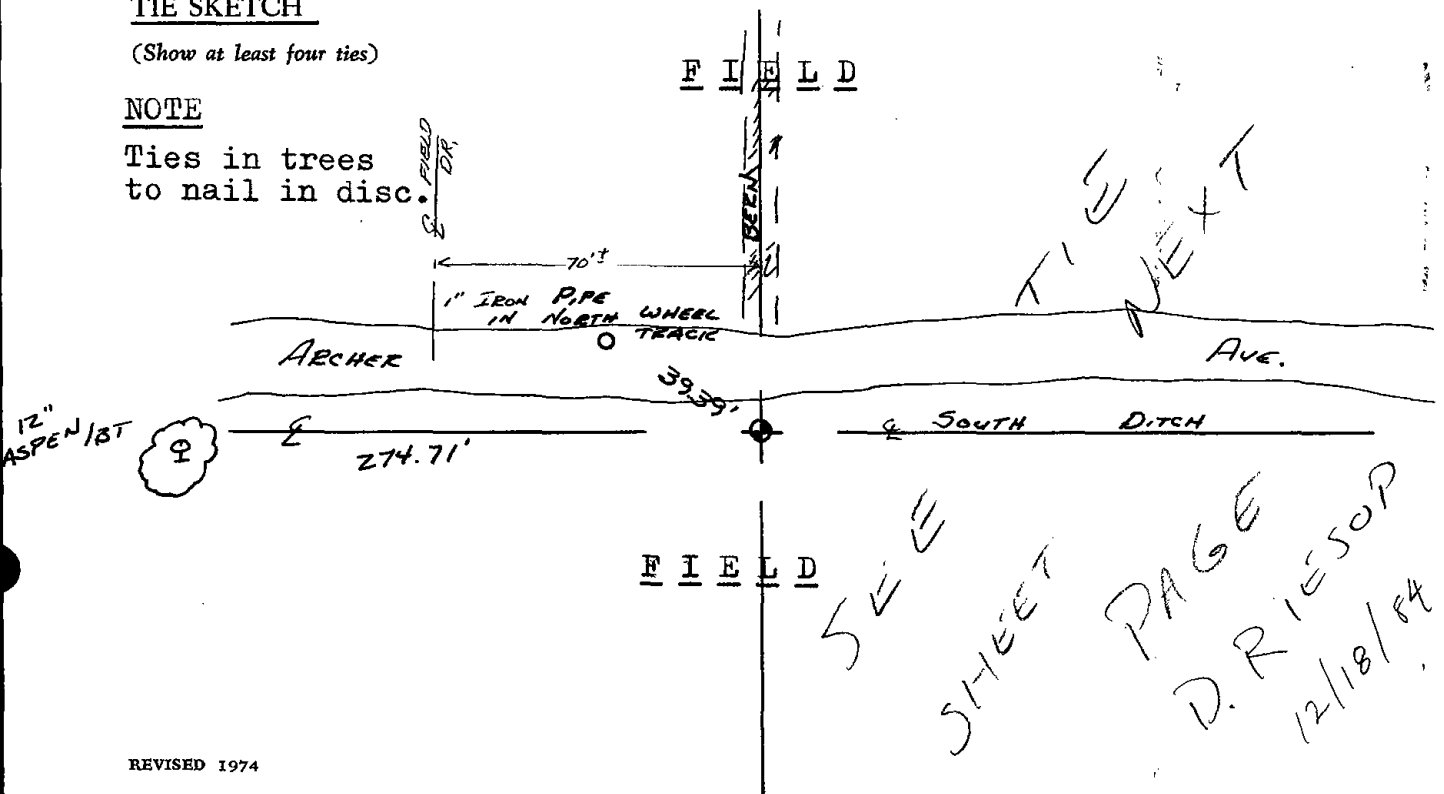 TIE SKETCH
(Show at least four ties)
F I E L D
NOTE
Ties in trees
to nail in disc.
℄ FIELD
DR.
BERM
70'±
1" IRON PIPE
IN NORTH WHEEL
TRACK
ARCHER AVE.
39.39'
12"
ASPEN/BT
℄
274.71'
℄ SOUTH DITCH
F I E L D
SEE TIE
SHEET NEXT
PAGE
D. RIESOP
12/18/84
REVISED 1974